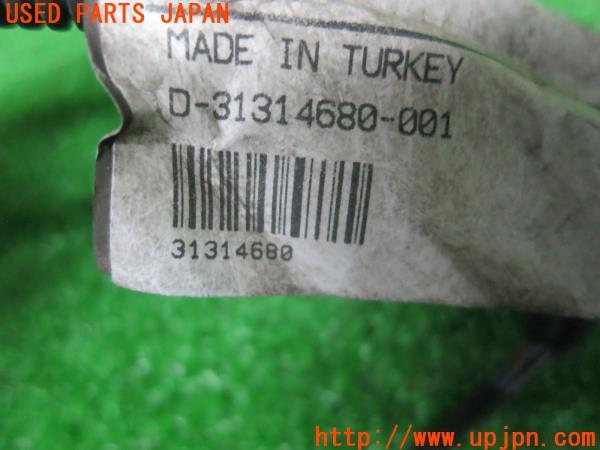 USED PARTS JAPAN
MADE IN TURKEY
D-31314680-001
31314680
http://www.upjpn.com